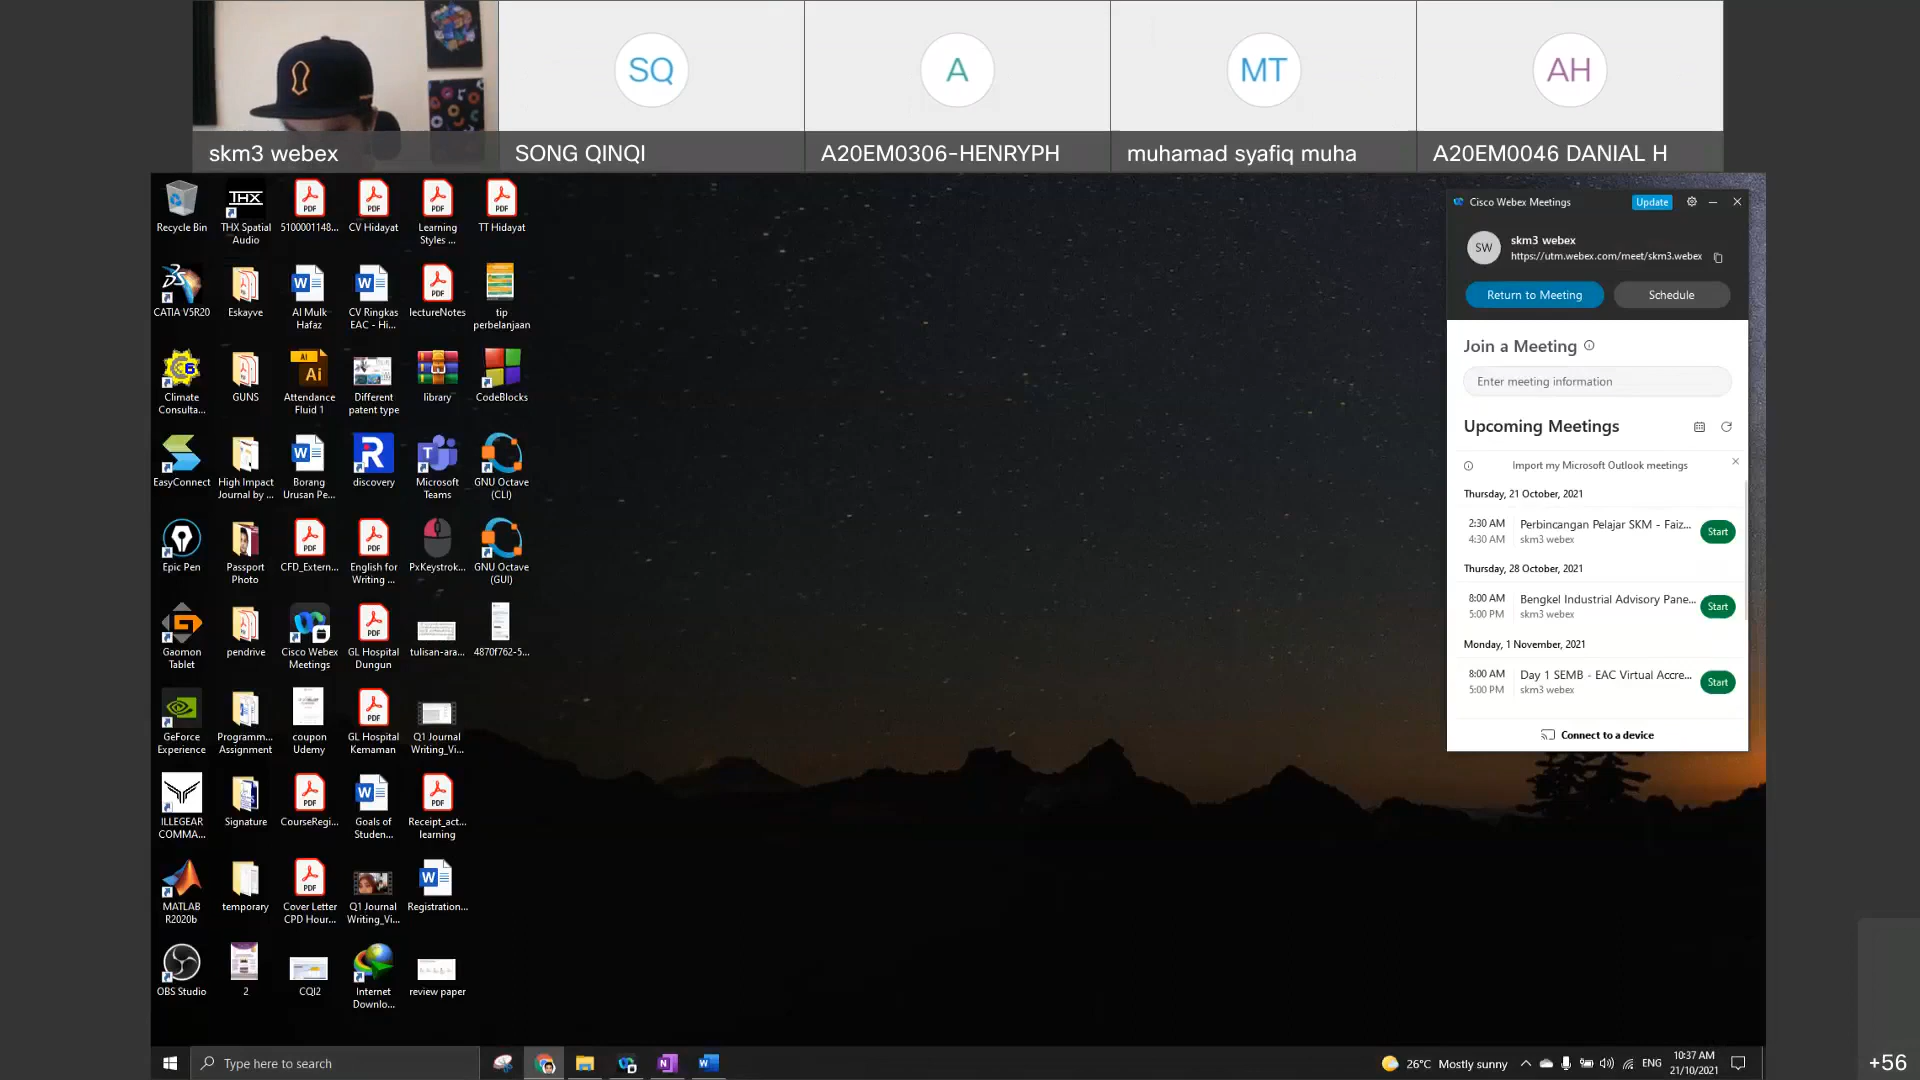 SQ
A
MT
AH
skm3 webex
SONG QINQI
A20EM0306-HENRYPH
muhamad syafiq muha
A20EM0046 DANIAL H
Recycle Bin
THX Spatial
Audio
5100001148...
CV Hidayat
Learning
Styles ...
TT Hidayat
CATIA V5R20
Eskayve
Al Mulk
Hafaz
CV Ringkas
EAC - Hi...
lectureNotes
tip
perbelanjaan
Climate
Consulta...
GUNS
Attendance
Fluid 1
Different
patent type
library
CodeBlocks
EasyConnect
High Impact
Journal by ...
Borang
Urusan Pe...
discovery
Microsoft
Teams
GNU Octave
(CLI)
Epic Pen
Passport
Photo
CFD_Extern...
English for
Writing ...
PxKeystrok...
GNU Octave
(GUI)
Gaomon
Tablet
pendrive
Cisco Webex
Meetings
GL Hospital
Dungun
tulisan-ara...
4870f762-5...
GeForce
Experience
Programm...
Assignment
coupon
Udemy
GL Hospital
Kemaman
Q1 Journal
Writing_Vi...
ILLEGEAR
COMMA...
Signature
CourseRegi...
Goals of
Studen...
Receipt_act...
learning
MATLAB
R2020b
temporary
Cover Letter
CPD Hour...
Q1 Journal
Writing_Vi...
Registration...
OBS Studio
2
CQI2
Internet
Downlo...
review paper
Cisco Webex Meetings
Update
SW
skm3 webex
https://utm.webex.com/meet/skm3.webex
Return to Meeting
Schedule
Join a Meeting
Enter meeting information
Upcoming Meetings
Import my Microsoft Outlook meetings
Thursday, 21 October, 2021
2:30 AM Perbincangan Pelajar SKM - Faiz...
4:30 AM skm3 webex
Start
Thursday, 28 October, 2021
8:00 AM Bengkel Industrial Advisory Pane...
5:00 PM skm3 webex
Start
Monday, 1 November, 2021
8:00 AM Day 1 SEMB - EAC Virtual Accre...
5:00 PM skm3 webex
Start
Connect to a device
Type here to search
26°C Mostly sunny
ENG
10:37 AM
21/10/2021
+56